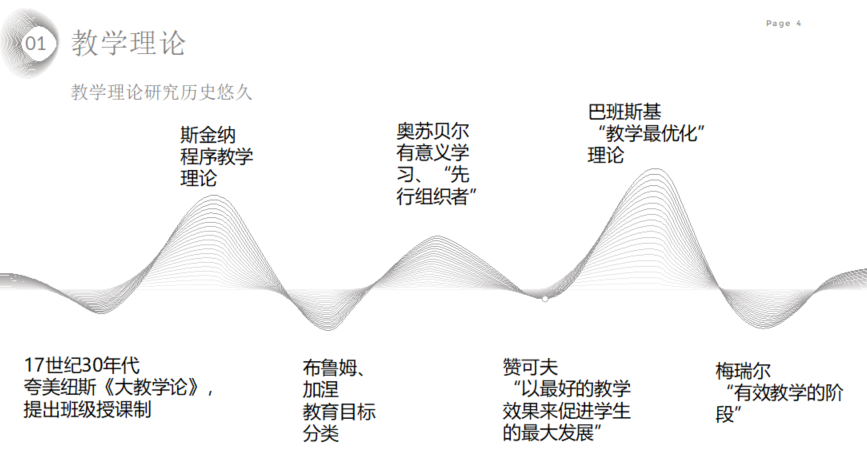 Page 4
01
教学理论
教学理论研究历史悠久
斯金纳
程序教学
理论
奥苏贝尔
有意义学
习、“先
行组织者”
巴班斯基
“教学最优化”
理论
17世纪30年代
夸美纽斯《大教学论》，
提出班级授课制
布鲁姆、
加涅
教育目标
分类
赞可夫
“以最好的教学
效果来促进学生
的最大发展”
梅瑞尔
“有效教学的阶
段”